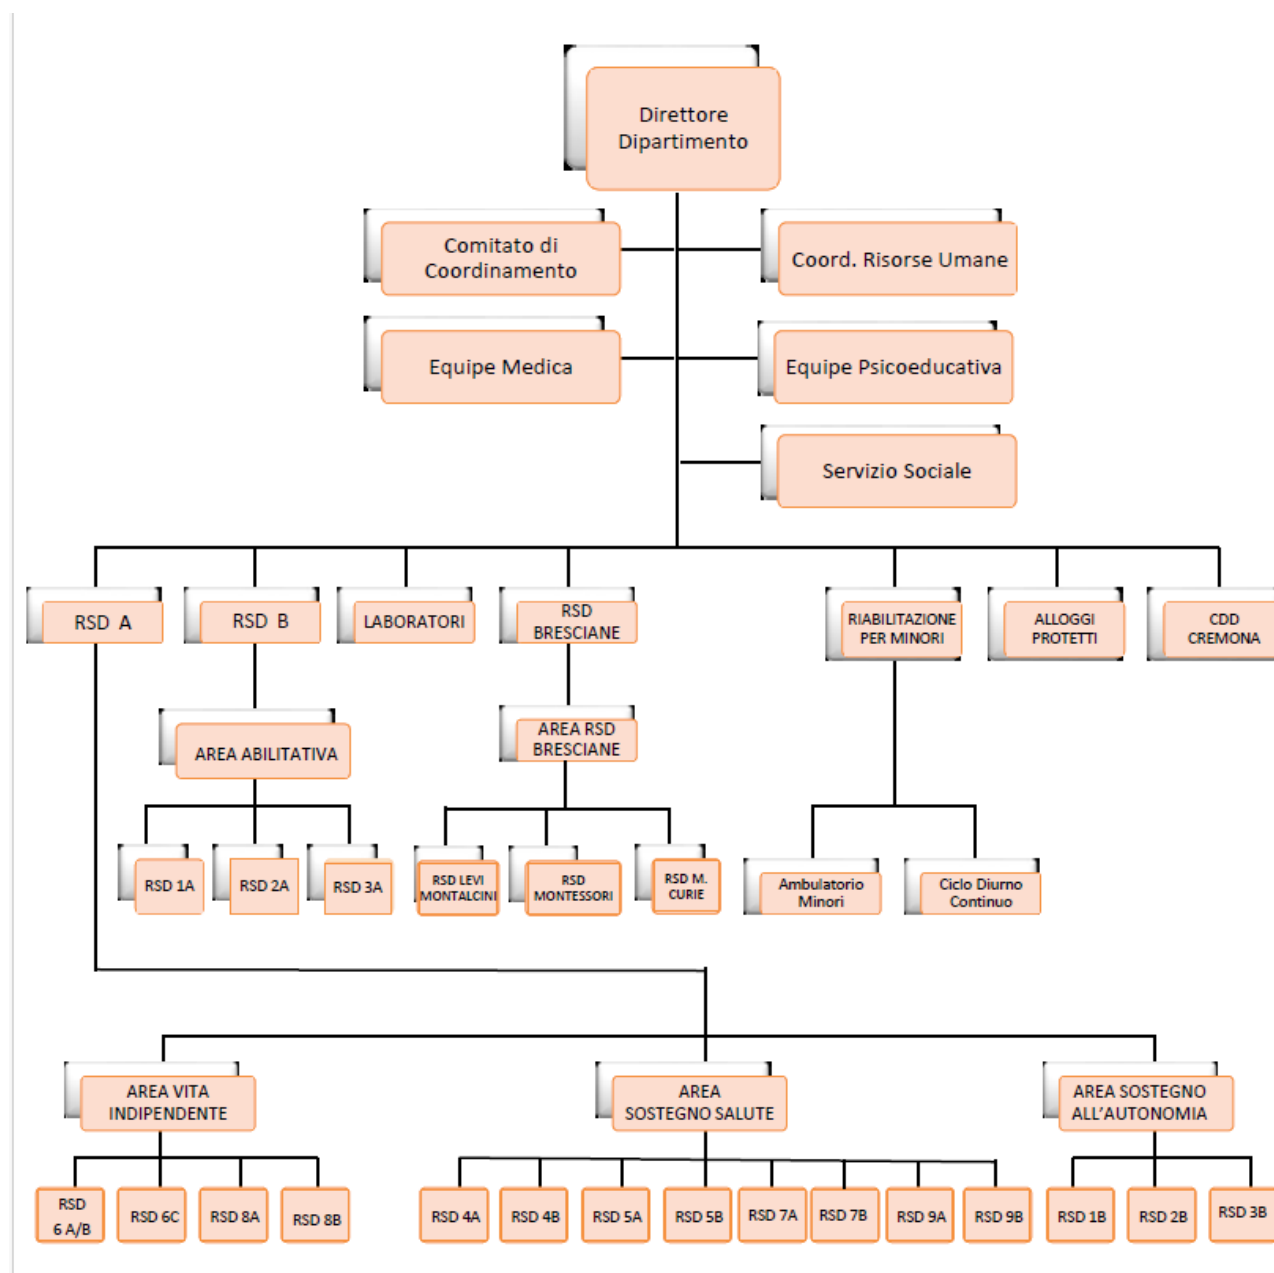 Direttore
Dipartimento
Comitato di
Coordinamento
Coord. Risorse Umane
Equipe Medica
Equipe Psicoeducativa
Servizio Sociale
RSD A
RSD B
LABORATORI
RSD
BRESCIANE
RIABILITAZIONE
PER MINORI
ALLOGGI
PROTETTI
CDD
CREMONA
AREA ABILITATIVA
AREA RSD
BRESCIANE
RSD 1A
RSD 2A
RSD 3A
RSD LEVI
MONTALCINI
RSD
MONTESSORI
RSD M.
CURIE
Ambulatorio
Minori
Ciclo Diurno
Continuo
AREA VITA
INDIPENDENTE
AREA
SOSTEGNO SALUTE
AREA SOSTEGNO
ALL'AUTONOMIA
RSD
6 A/B
RSD 6C
RSD 8A
RSD 8B
RSD 4A
RSD 4B
RSD 5A
RSD 5B
RSD 7A
RSD 7B
RSD 9A
RSD 9B
RSD 1B
RSD 2B
RSD 3B